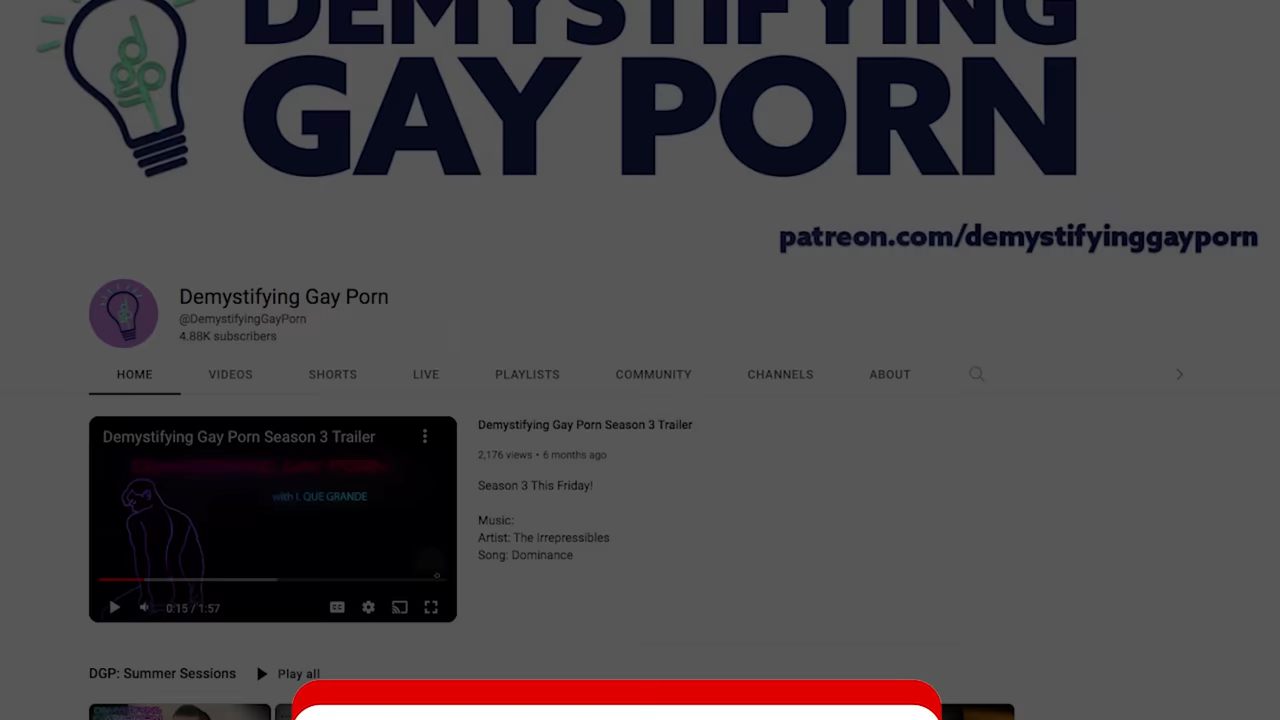 DEMYSTIFYING
GAY PORN
dgp
patreon.com/demystifyinggayporn
Demystifying Gay Porn
@DemystifyingGayPorn
4.88K subscribers
HOME VIDEOS SHORTS LIVE PLAYLISTS COMMUNITY CHANNELS ABOUT
Demystifying Gay Porn Season 3 Trailer
with I. QUE GRANDE
0:15 / 1:57
CC
Demystifying Gay Porn Season 3 Trailer
2,176 views • 6 months ago
Season 3 This Friday!
Music:
Artist: The Irrepressibles
Song: Dominance
DGP: Summer Sessions Play all